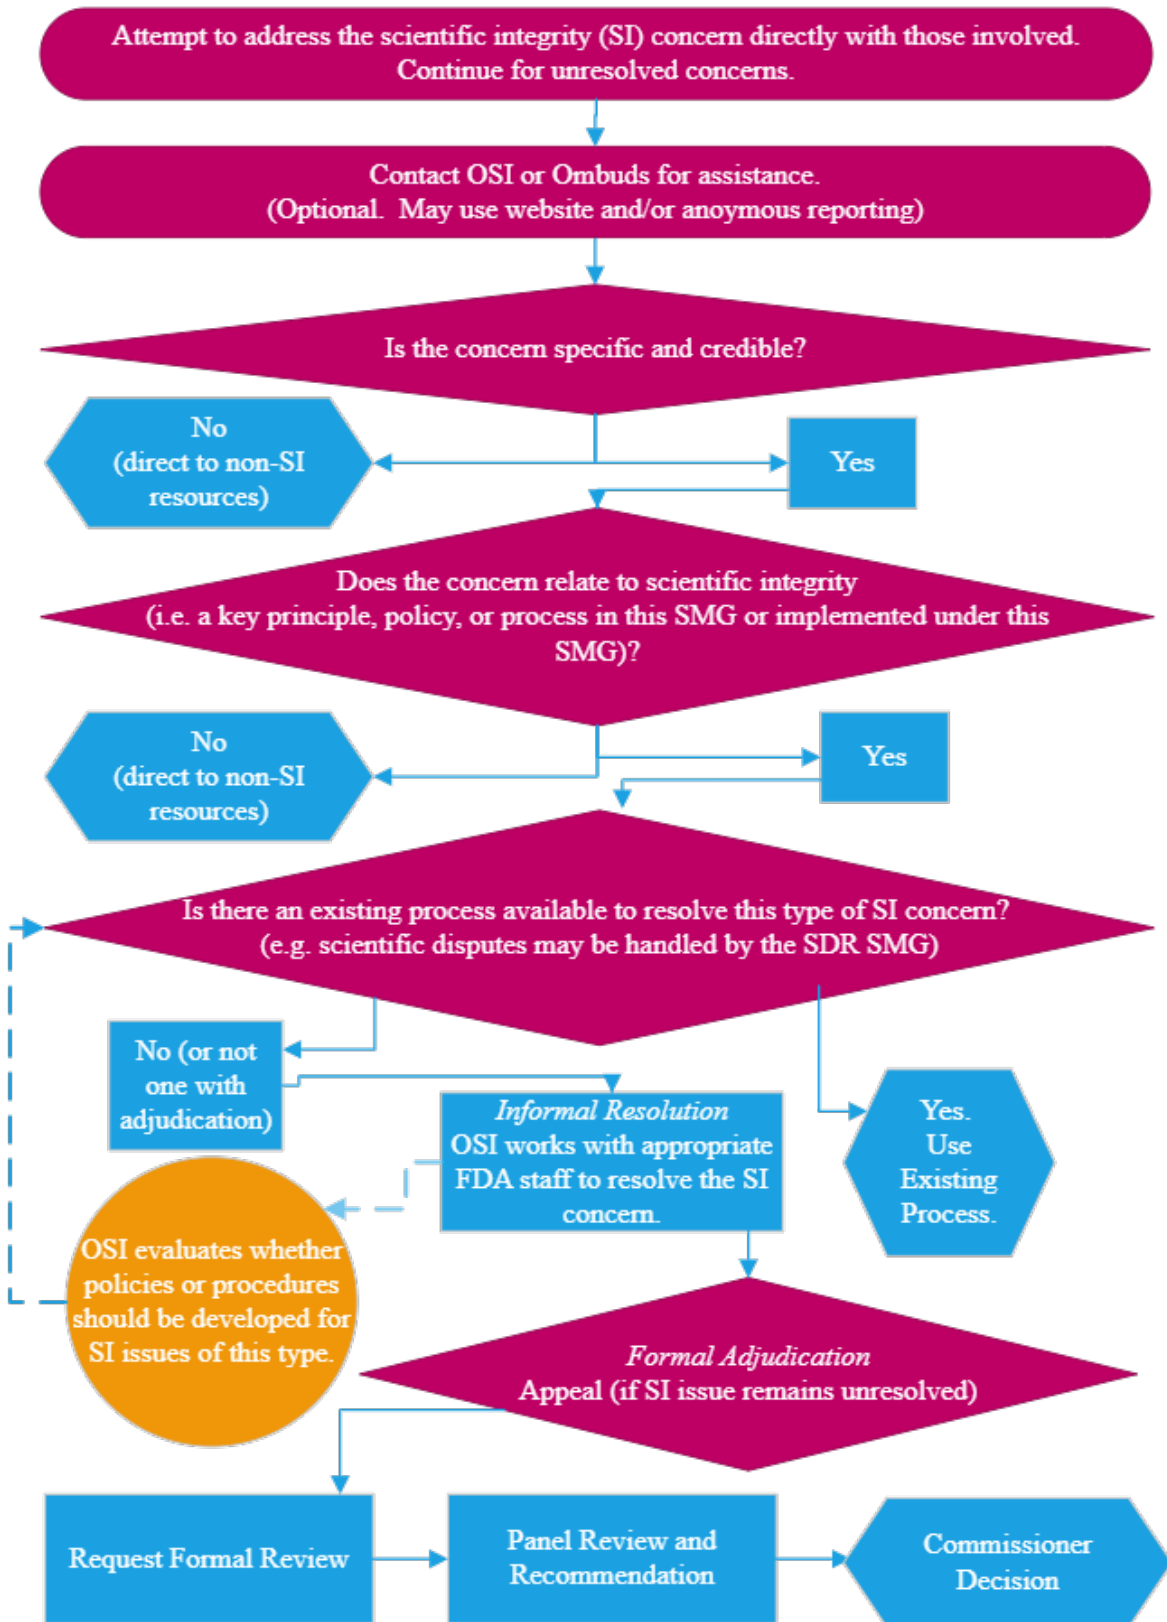 Attempt to address the scientific integrity (SI) concern directly with those involved.
Continue for unresolved concerns.
Contact OSI or Ombuds for assistance.
(Optional.  May use website and/or anoymous reporting)
Is the concern specific and credible?
No
(direct to non-SI
resources)
Yes
Does the concern relate to scientific integrity
(i.e. a key principle, policy, or process in this SMG or implemented under this
SMG)?
No
(direct to non-SI
resources)
Yes
Is there an existing process available to resolve this type of SI concern?
(e.g. scientific disputes may be handled by the SDR SMG)
No (or not
one with
adjudication)
Informal Resolution
OSI works with appropriate
FDA staff to resolve the SI
concern.
Yes.
Use
Existing
Process.
OSI evaluates whether
policies or procedures
should be developed for
SI issues of this type.
Formal Adjudication
Appeal (if SI issue remains unresolved)
Request Formal Review
Panel Review and
Recommendation
Commissioner
Decision